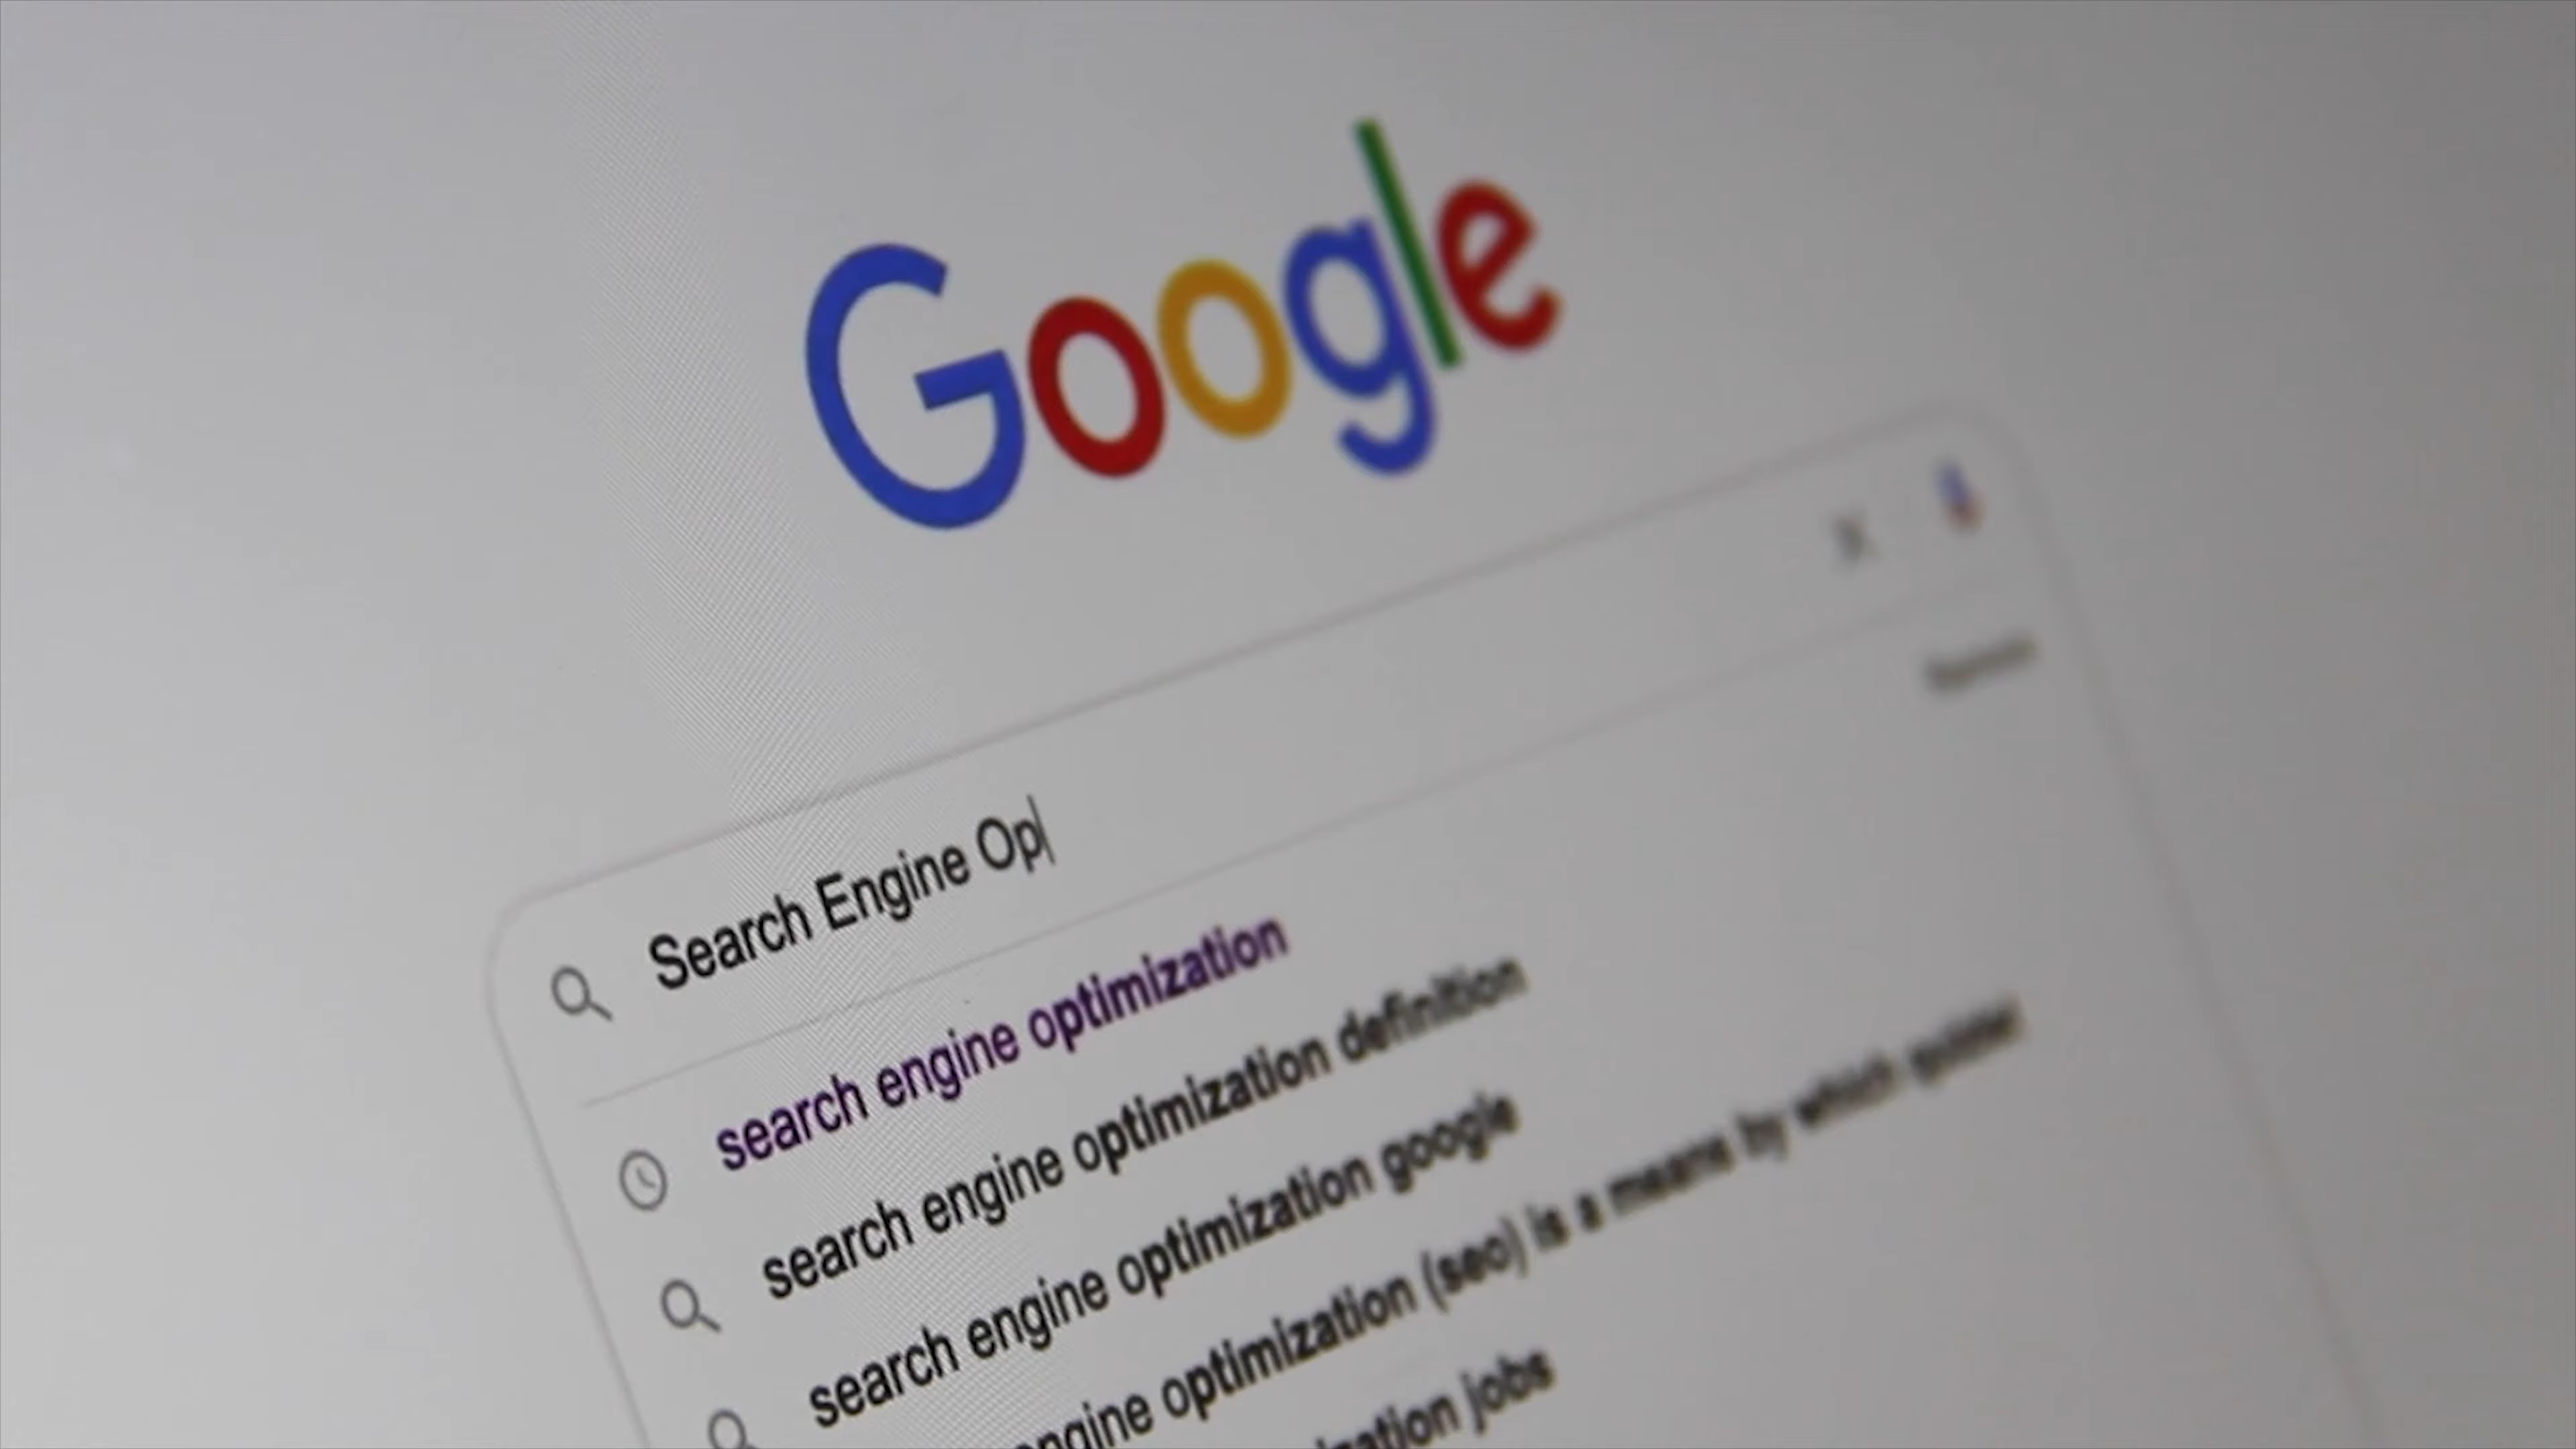 Google
Search Engine Op
search engine optimization
search engine optimization definition
search engine optimization google
engine optimization (seo) is a means by which
jobs